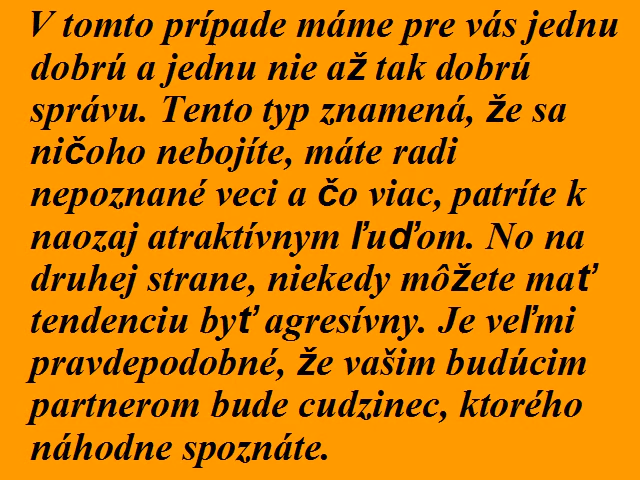 V tomto prípade máme pre vás jednu
dobrú a jednu nie až tak dobrú
správu. Tento typ znamená, že sa
ničoho nebojíte, máte radi
nepoznané veci a čo viac, patríte k
naozaj atraktívnym ľuďom. No na
druhej strane, niekedy môžete mať
tendenciu byť agresívny. Je veľmi
pravdepodobné, že vašim budúcim
partnerom bude cudzinec, ktorého
náhodne spoznáte.